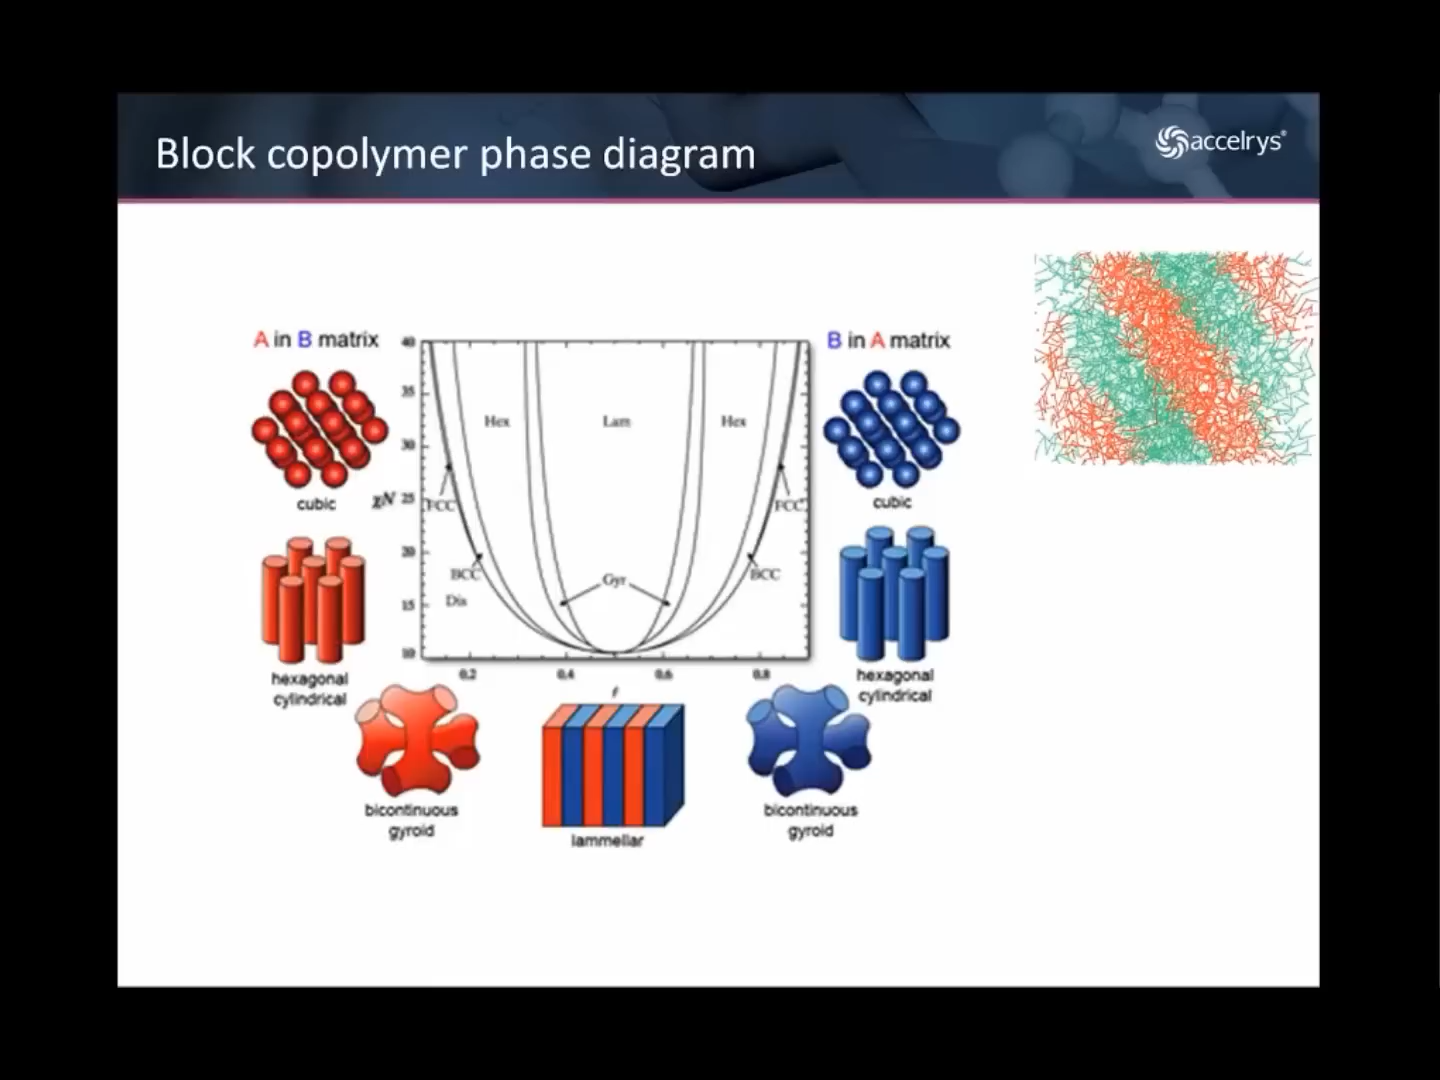 Block copolymer phase diagram
accelrys®
A in B matrix
B in A matrix
cubic
cubic
hexagonal
cylindrical
hexagonal
cylindrical
bicontinuous
gyroid
lammellar
bicontinuous
gyroid
40
35
30
25
20
15
10
χN
0.2
0.4
0.6
0.8
f
Hex
Lam
Hex
FCC
FCC
BCC
BCC
Gyr
Dis